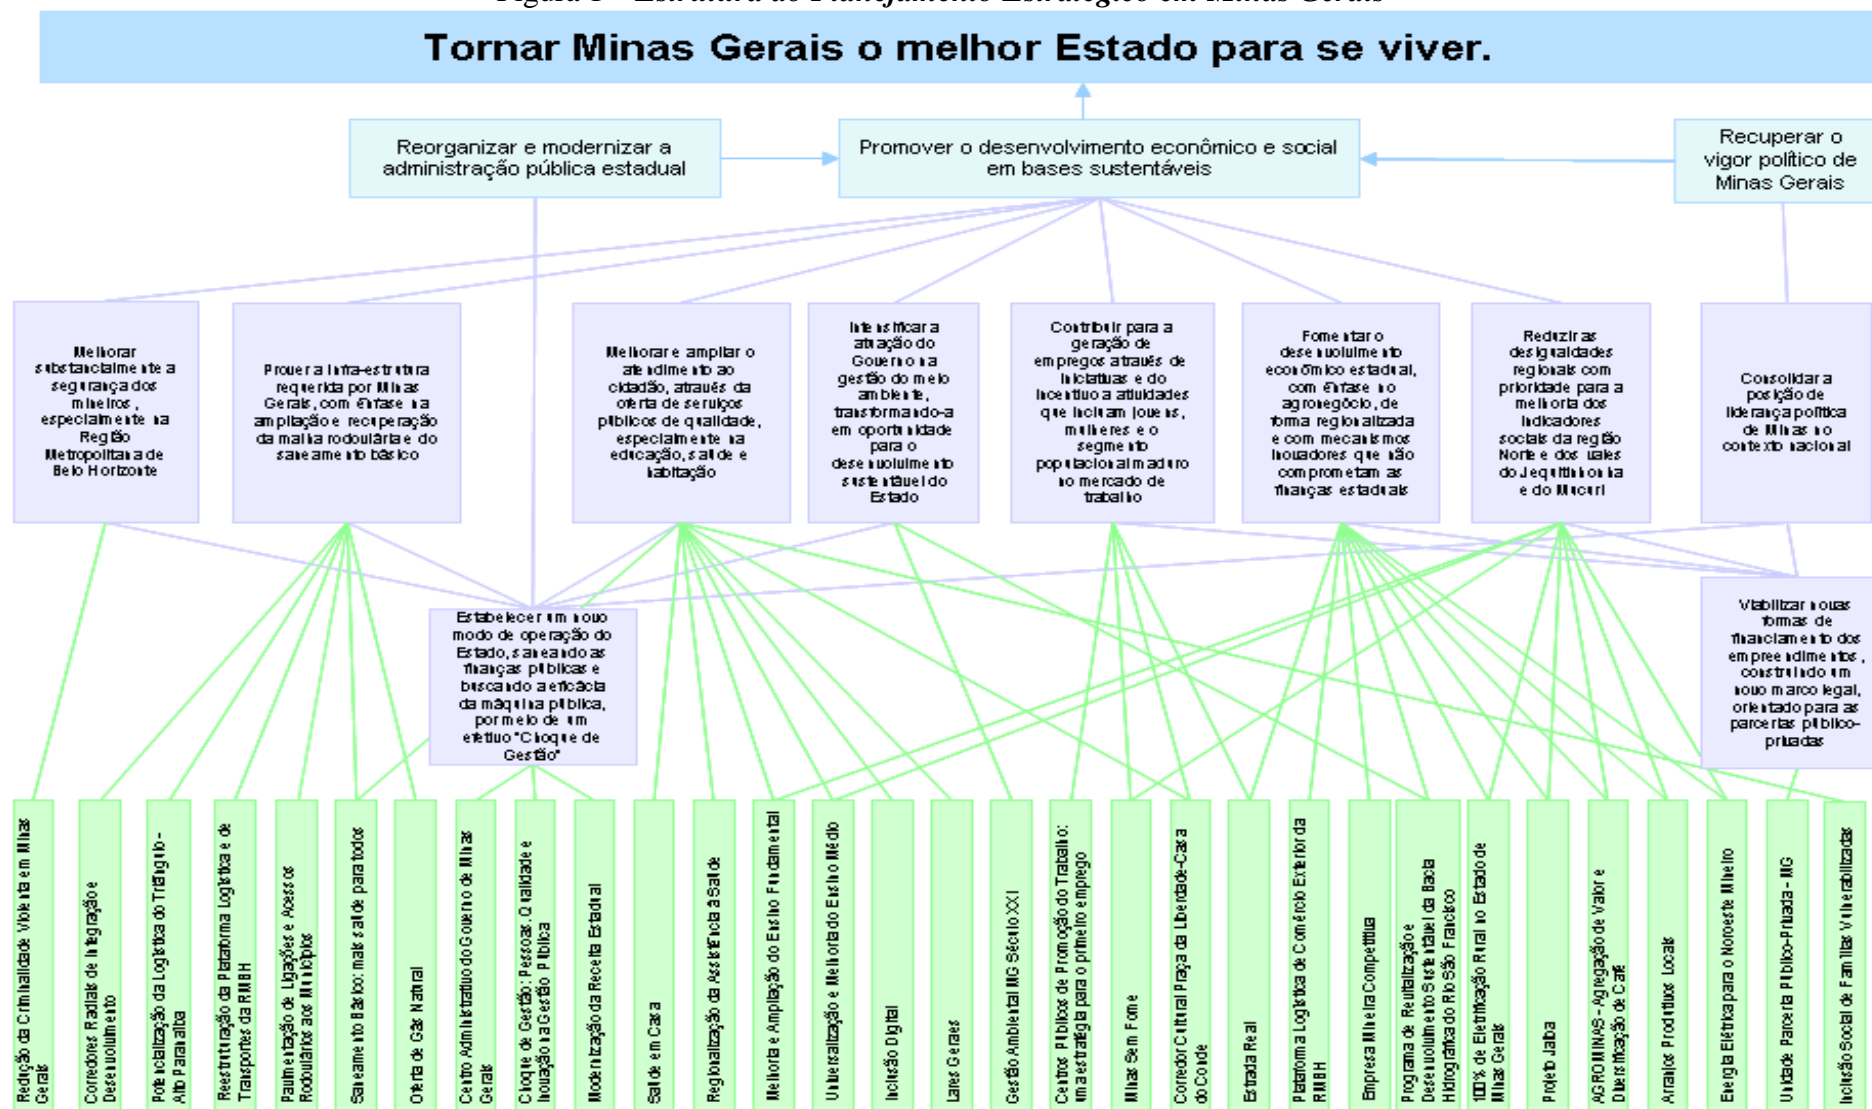 Figura 1 - Estrutura do Planejamento Estratégico em Minas Gerais
Tornar Minas Gerais o melhor Estado para se viver.
Reorganizar e modernizar a
administração pública estadual
Promover o desenvolvimento econômico e social
em bases sustentáveis
Recuperar o
vigor político de
Minas Gerais
Melhorar
substancialmente a
segurança dos
mineiros,
especialmente na
Região
Metropolitana de
Belo Horizonte
Prover a infra-estrutura
requerida por Minas
Gerais, com ênfase na
ampliação e recuperação
da malha rodoviária e do
saneamento básico
Melhorar e ampliar o
atendimento ao
cidadão, através da
oferta de serviços
públicos de qualidade,
especialmente na
educação, saúde e
habitação
Intensificar a
atuação do
Governo na
gestão do meio
ambiente,
transformando-a
em oportunidade
para o
desenvolvimento
sustentável do
Estado
Contribuir para a
geração de
empregos através de
iniciativas e do
incentivo a atividades
que incluam jovens,
mulheres e o
segmento
populacional maduro
no mercado de
trabalho
Fomentar o
desenvolvimento
econômico estadual,
com ênfase no
agronegócio, de
forma regionalizada
e com mecanismos
inovadores que não
comprometam as
finanças estaduais
Reduzir as
desigualdades
regionais com
prioridade para a
melhoria dos
indicadores
sociais da região
Norte e dos vales
do Jequitinhonha
e do Mucuri
Consolidar a
posição de
liderança política
de Minas no
contexto nacional
Estabelecer um novo
modo de operação do
Estado, saneando as
finanças públicas e
buscando a eficácia
da máquina pública,
por meio de um
efetivo "Choque de
Gestão"
Viabilizar novas
formas de
financiamento dos
empreendimentos,
construindo um
novo marco legal,
orientado para as
parcerias público-
privadas
Redução da Criminalidade Violenta em Minas
Gerais
Corredores Radiais de Integração e
Desenvolvimento
Potencialização da Logística do Triângulo -
Alto Paranaíba
Reestruturação da Plataforma Logística e de
Transportes da RMBH
Pavimentação de Ligações e Acessos
Rodoviários aos Municípios
Saneamento Básico: mais saúde para todos
Oferta de Gás Natural
Centro Administrativo do Governo de Minas
Gerais
Choque de Gestão: Pessoas, Qualidade e
Inovação na Gestão Pública
Modernização da Receita Estadual
Saúde em Casa
Regionalização da Assistência à Saúde
Melhoria e Ampliação do Ensino Fundamental
Universalização e Melhoria do Ensino Médio
Inclusão Digital
Lares Geraes
Gestão Ambiental MG Século XXI
Centros Públicos de Promoção do Trabalho:
uma estratégia para o primeiro emprego
Minas Sem Fome
Corredor Cultural Praça da Liberdade-Casa
do Conde
Estrada Real
Plataforma Logística de Comércio Exterior da
RMBH
Empresa Mineira Competitiva
Programa de Revitalização e
Desenvolvimento Sustentável da Bacia
Hidrográfica do Rio São Francisco
100% de Eletrificação Rural no Estado de
Minas Gerais
Projeto Jaíba
AGROMINAS - Agregação de Valor e
Diversificação de Café
Arranjos Produtivos Locais
Energia Elétrica para o Noroeste Mineiro
Unidade Parceria Público-Privada - MG
Inclusão Social de Famílias Vulnerabilizadas